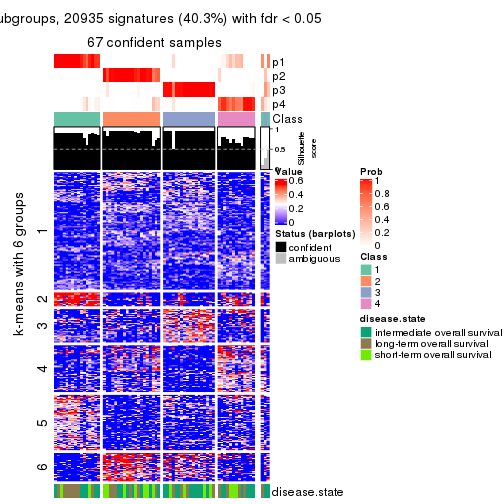 ubgroups, 20935 signatures (40.3%) with fdr < 0.05
67 confident samples
p1
p2
p3
p4
Class
1
0.5
0
Silhouette
score
k-means with 6 groups
1
2
3
4
5
6
disease.state
Value
0.6
0.4
0.2
0
Status (barplots)
confident
ambiguous
Prob
1
0.8
0.6
0.4
0.2
0
Class
1
2
3
4
disease.state
intermediate overall survival
long-term overall survival
short-term overall survival